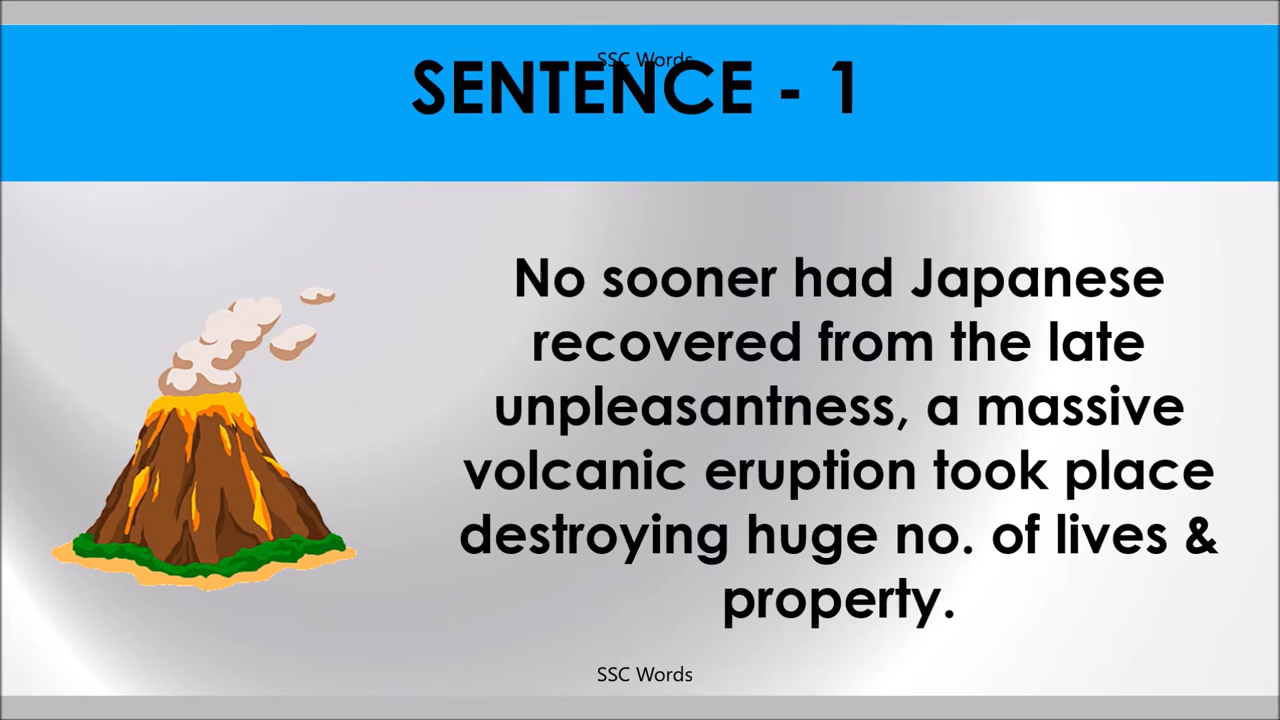 SSC Words
SENTENCE - 1
No sooner had Japanese
recovered from the late
unpleasantness, a massive
volcanic eruption took place
destroying huge no. of lives &
property.
SSC Words